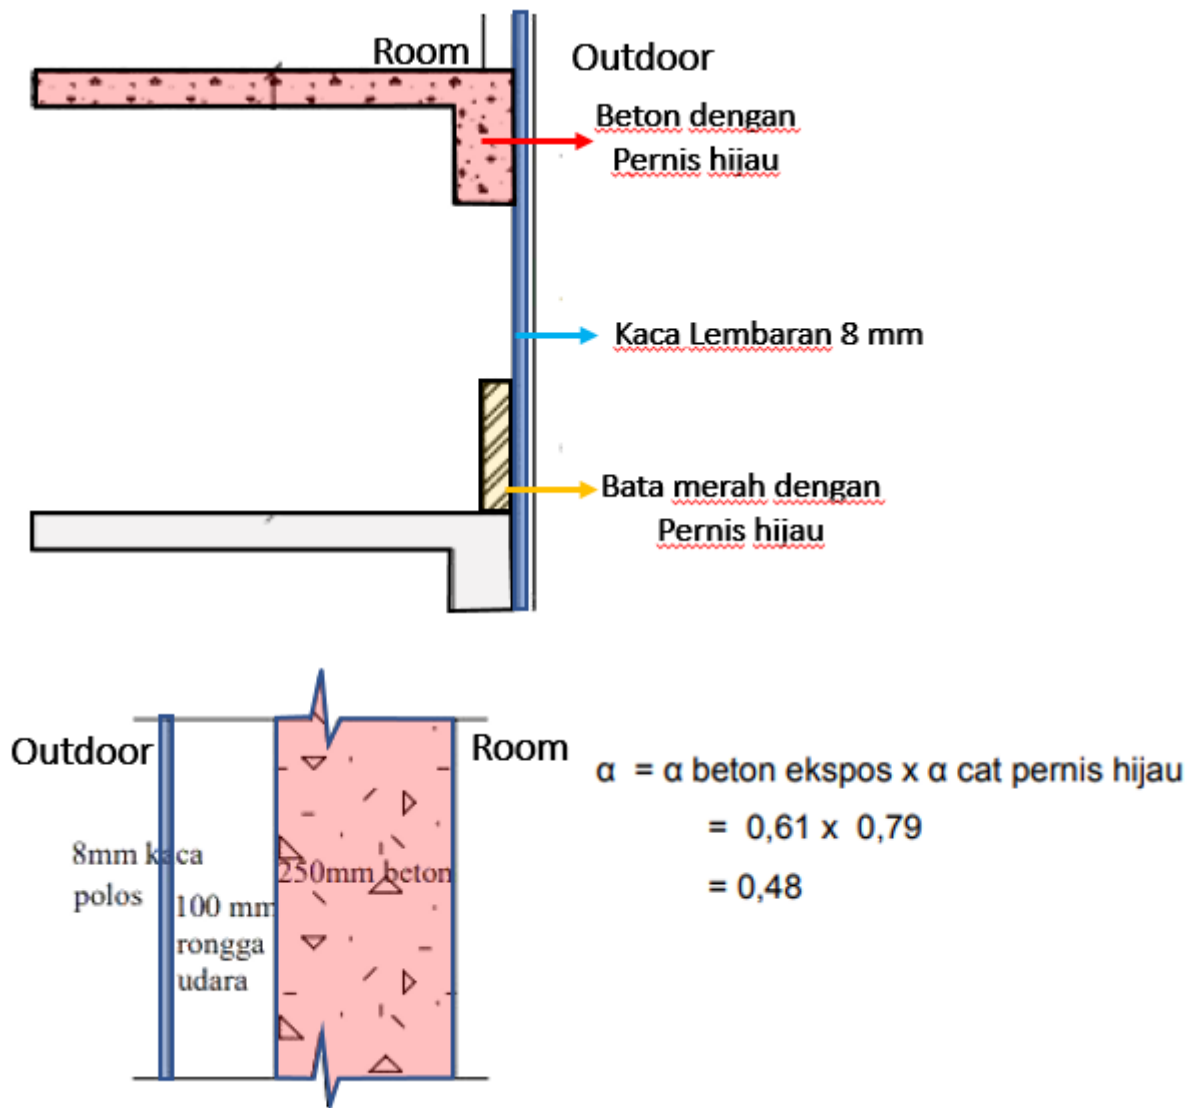 Room
Outdoor
Beton dengan
Pernis hijau
Kaca Lembaran 8 mm
Bata merah dengan
Pernis hijau
Outdoor
Room
8mm kaca
polos
100 mm
rongga
udara
250mm beton
α = α beton ekspos x α cat pernis hijau
= 0,61 x 0,79
= 0,48